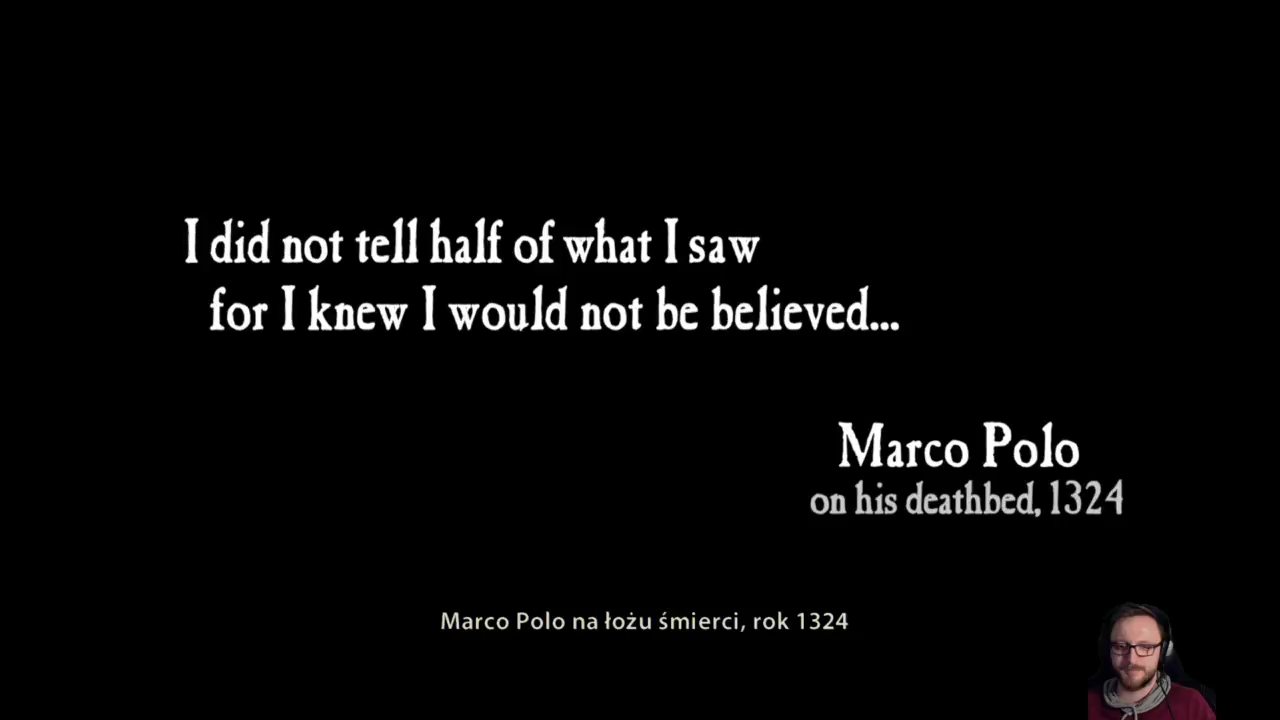 I did not tell half of what I saw
for I knew I would not be believed...
Marco Polo
on his deathbed, 1324
Marco Polo na łożu śmierci, rok 1324